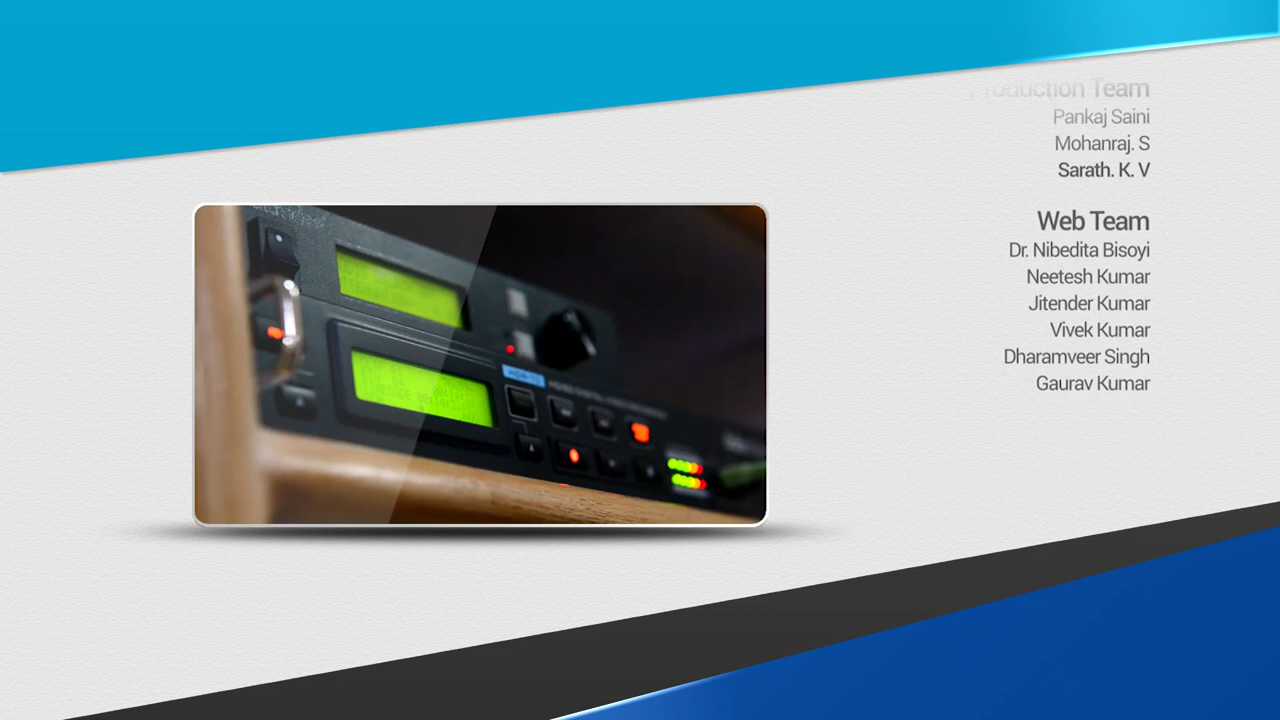 Production Team
Pankaj Saini
Mohanraj. S
Sarath. K. V
Web Team
Dr. Nibedita Bisoyi
Neetesh Kumar
Jitender Kumar
Vivek Kumar
Dharamveer Singh
Gaurav Kumar